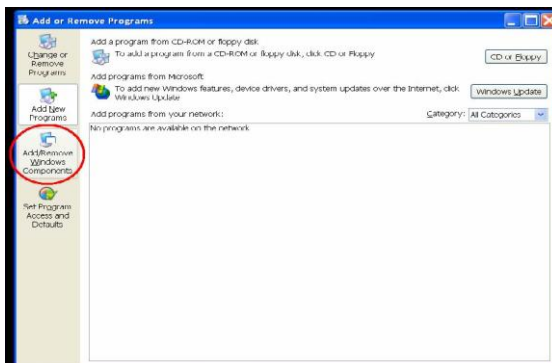 Add or Remove Programs
Change or
Remove
Programs
Add New
Programs
Add/Remove
Windows
Components
Set Program
Access and
Defaults
Add a program from CD-ROM or floppy disk
To add a program from a CD-ROM or floppy disk, click CD or Floppy
CD or Floppy
Add programs from Microsoft
To add new Windows features, device drivers, and system updates over the Internet, click
Windows Update
Windows Update
Add programs from your network:
Category: All Categories
No programs are available on the network